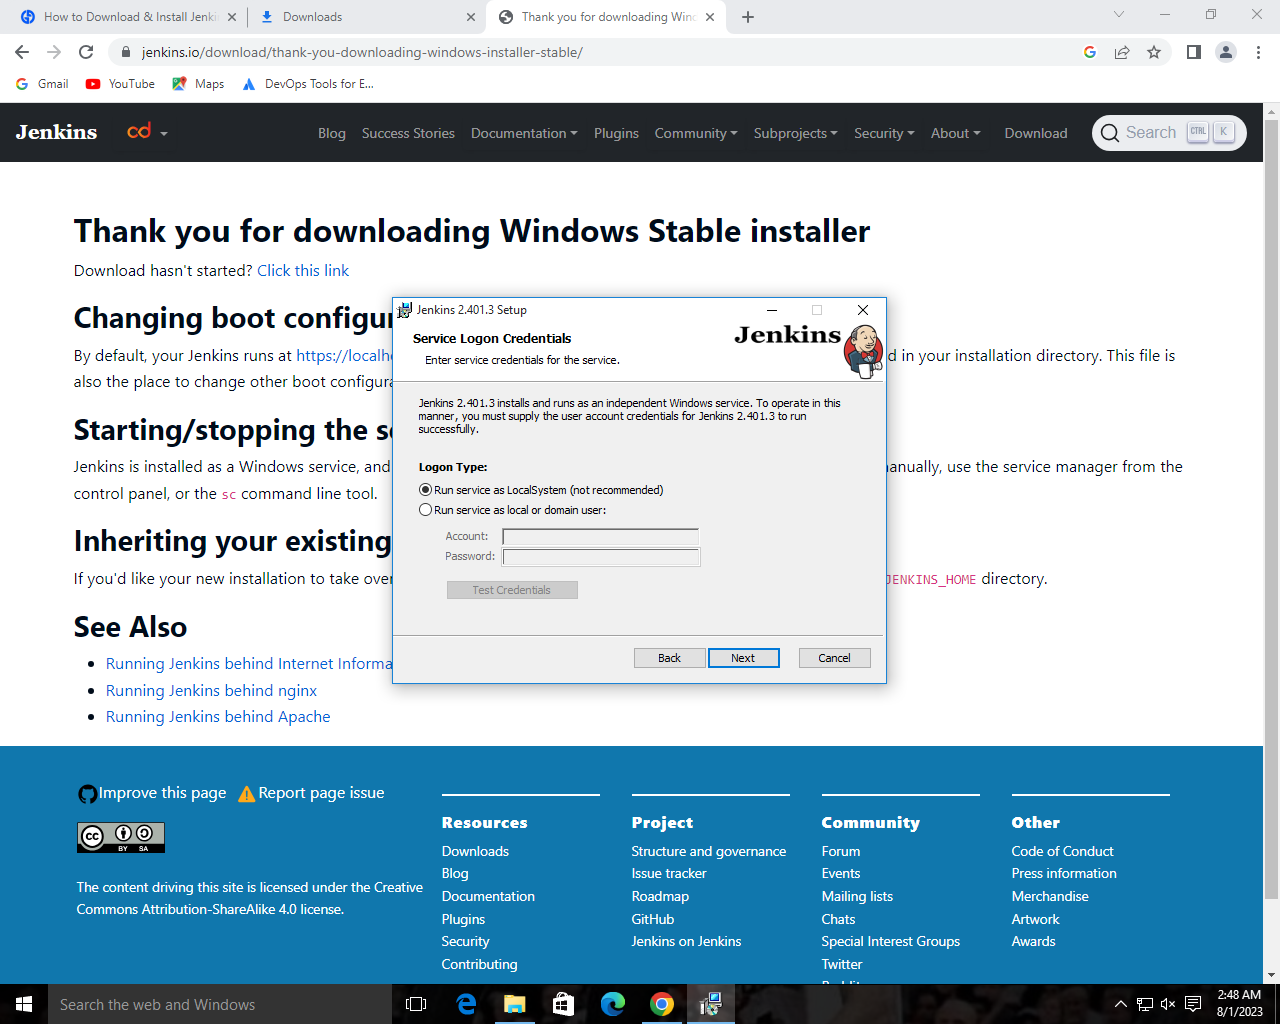 How to Download & Install Jenki
Downloads
Thank you for downloading Winc
jenkins.io/download/thank-you-downloading-windows-installer-stable/
Gmail
YouTube
Maps
DevOps Tools for E...
Jenkins
cd
Blog
Success Stories
Documentation
Plugins
Community
Subprojects
Security
About
Download
Search
CTRL
K
Thank you for downloading Windows Stable installer
Download hasn't started? Click this link
Changing boot configu
By default, your Jenkins runs at https://localh
d in your installation directory. This file is
also the place to change other boot configura
Starting/stopping the s
Jenkins is installed as a Windows service, and
anually, use the service manager from the
control panel, or the sc command line tool.
Inheriting your existing
If you'd like your new installation to take over
JENKINS_HOME directory.
See Also
Running Jenkins behind Internet Informa
Running Jenkins behind nginx
Running Jenkins behind Apache
Jenkins 2.401.3 Setup
Service Logon Credentials
Jenkins
Enter service credentials for the service.
Jenkins 2.401.3 installs and runs as an independent Windows service. To operate in this
manner, you must supply the user account credentials for Jenkins 2.401.3 to run
successfully.
Logon Type:
Run service as LocalSystem (not recommended)
Run service as local or domain user:
Account:
Password:
Test Credentials
Back
Next
Cancel
Improve this page
Report page issue
cc
BY SA
The content driving this site is licensed under the Creative
Commons Attribution-ShareAlike 4.0 license.
Resources
Downloads
Blog
Documentation
Plugins
Security
Contributing
Project
Structure and governance
Issue tracker
Roadmap
GitHub
Jenkins on Jenkins
Community
Forum
Events
Mailing lists
Chats
Special Interest Groups
Twitter
Other
Code of Conduct
Press information
Merchandise
Artwork
Awards
Search the web and Windows
2:48 AM
8/1/2023